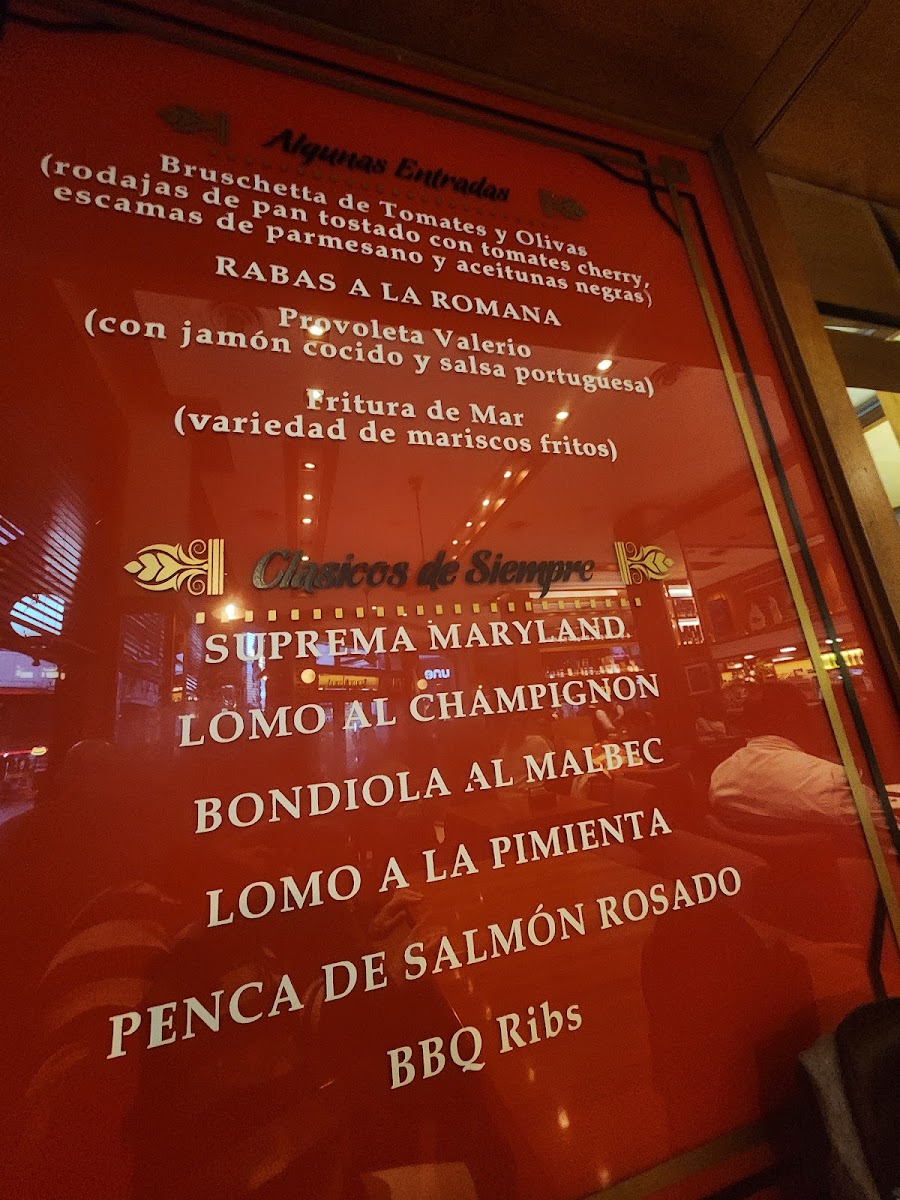 Algunas Entradas
Bruschetta de Tomates y Olivas
(rodajas de pan tostado con tomates cherry,
escamas de parmesano y aceitunas negras)
RABAS A LA ROMANA
Provoleta Valerio
(con jamón cocido y salsa portuguesa)
Fritura de Mar
(variedad de mariscos fritos)
Clasicos de Siempre
SUPREMA MARYLAND
LOMO AL CHAMPIGNON
BONDIOLA AL MALBEC
LOMO A LA PIMIENTA
PENCA DE SALMÓN ROSADO
BBQ Ribs